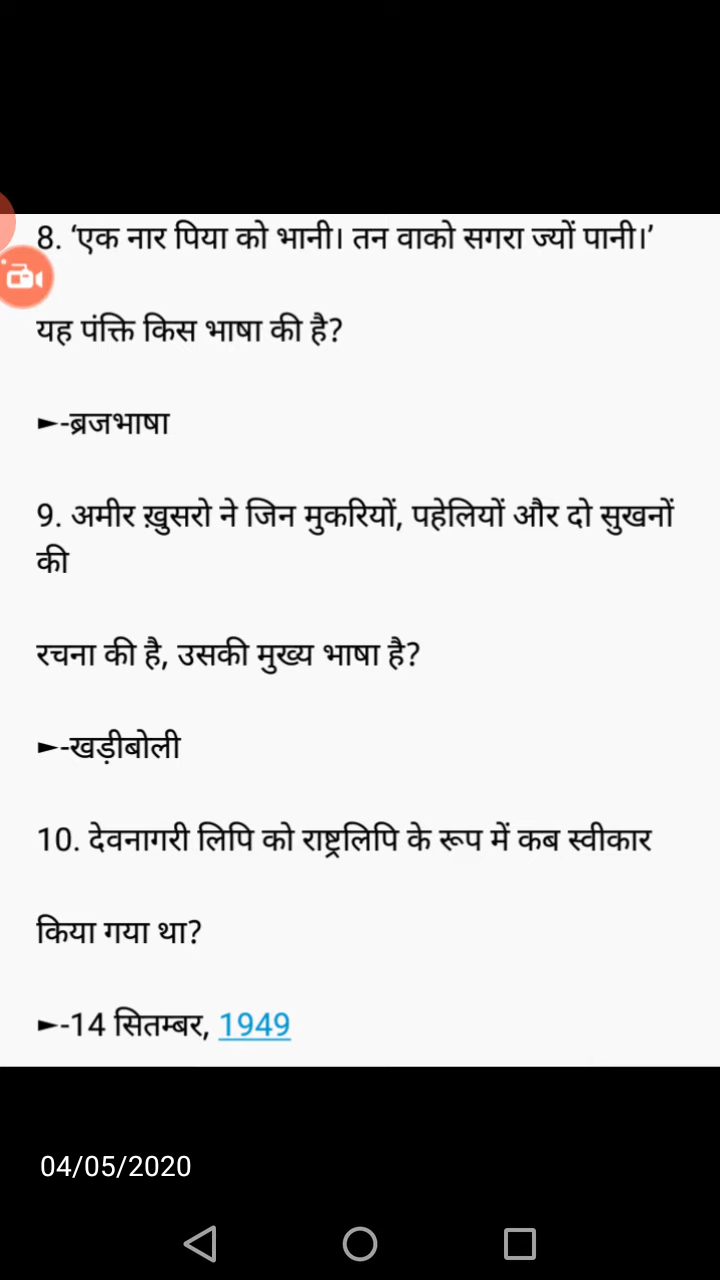 8. ‘एक नार पिया को भानी। तन वाको सगरा ज्यों पानी।’
यह पंक्ति किस भाषा की है?
►-ब्रजभाषा
9. अमीर ख़ुसरो ने जिन मुकरियों, पहेलियों और दो सुखनों
की
रचना की है, उसकी मुख्य भाषा है?
►-खड़ीबोली
10. देवनागरी लिपि को राष्ट्रलिपि के रूप में कब स्वीकार
किया गया था?
►-14 सितम्बर, 1949
04/05/2020